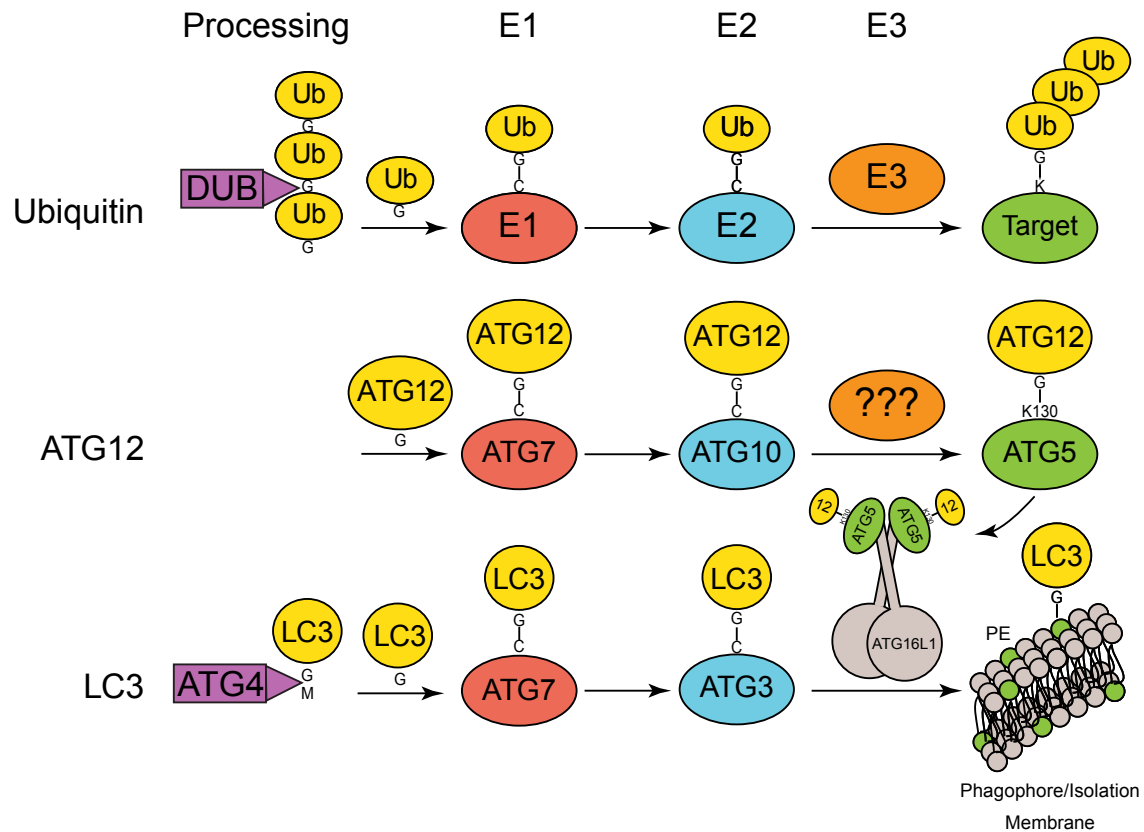 Processing E1 E2 E3
Ub
Ub
Ub
Ub
Ub
Ub
Ub
Ub
Ub
G
G
G
G
G
C
G
C
G
K
Ubiquitin
DUB
E1
E2
E3
Target
ATG12
ATG12
ATG12
ATG12
ATG12
G
G
C
G
C
G
K130
ATG7
ATG10
???
ATG5
12
K130
ATG5
ATG5
K130
12
ATG16L1
LC3
LC3
LC3
LC3
LC3
LC3
G
M
G
G
C
G
C
G
ATG4
ATG7
ATG3
PE
Phagophore/Isolation
Membrane